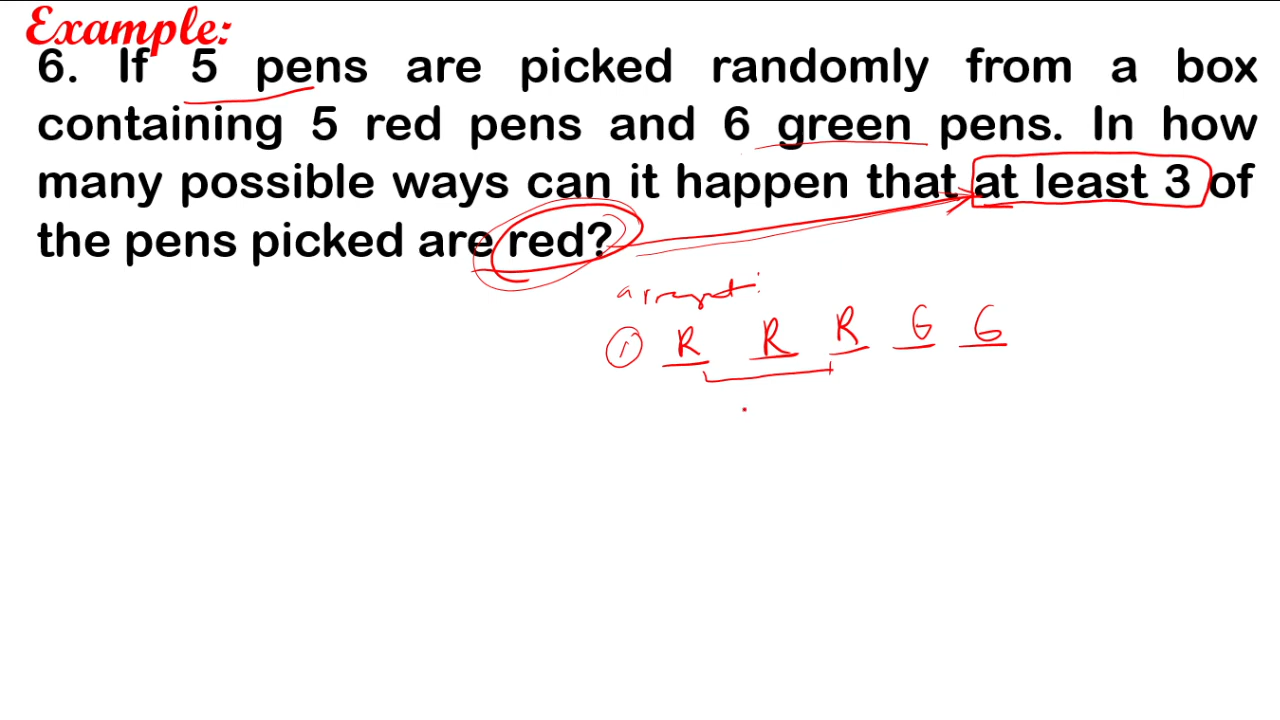 Example:
6. If 5 pens are picked randomly from a box
containing 5 red pens and 6 green pens. In how
many possible ways can it happen that at least 3 of
the pens picked are red?
① R R R G G